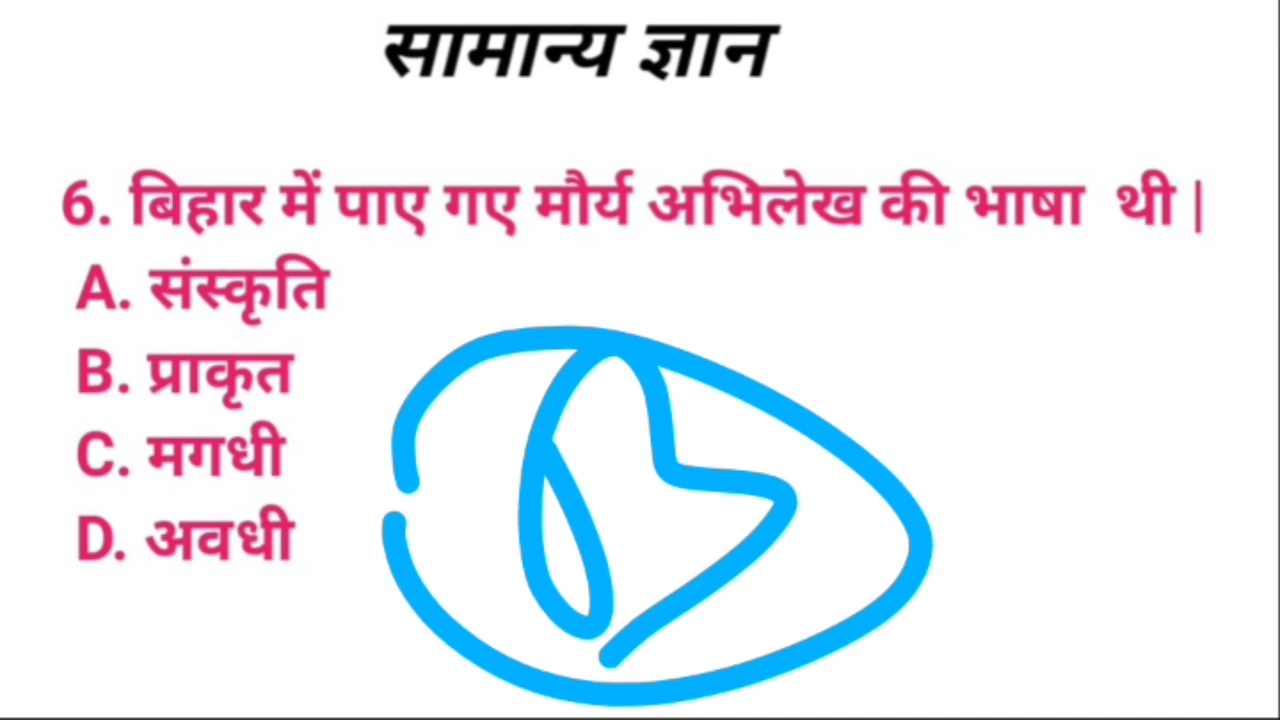 सामान्य ज्ञान
6. बिहार में पाए गए मौर्य अभिलेख की भाषा थी |
A. संस्कृति
B. प्राकृत
C. मगधी
D. अवधी